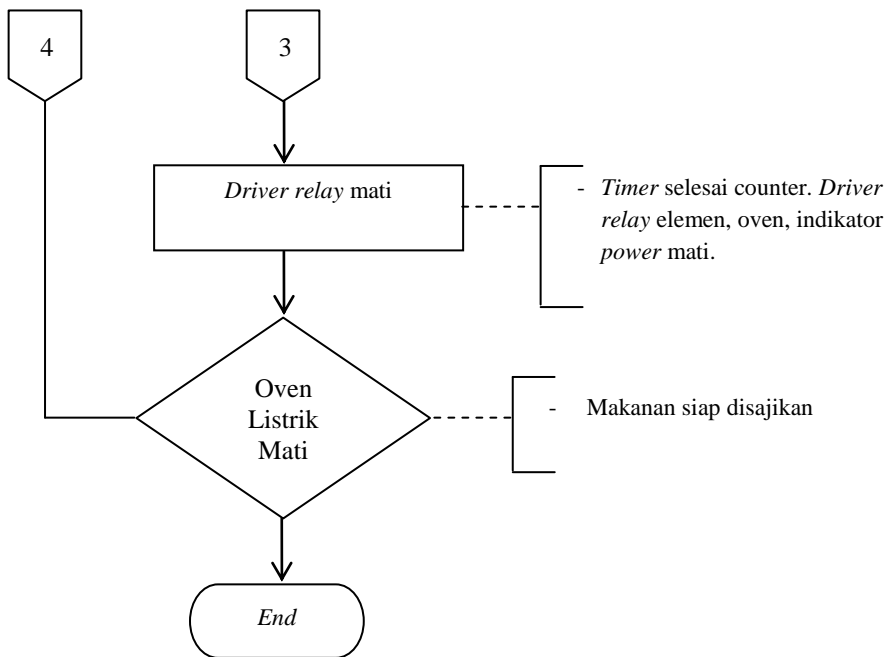 4
3
Driver relay mati
- Timer selesai counter. Driver
relay elemen, oven, indikator
power mati.
Oven
Listrik
Mati
- Makanan siap disajikan
End